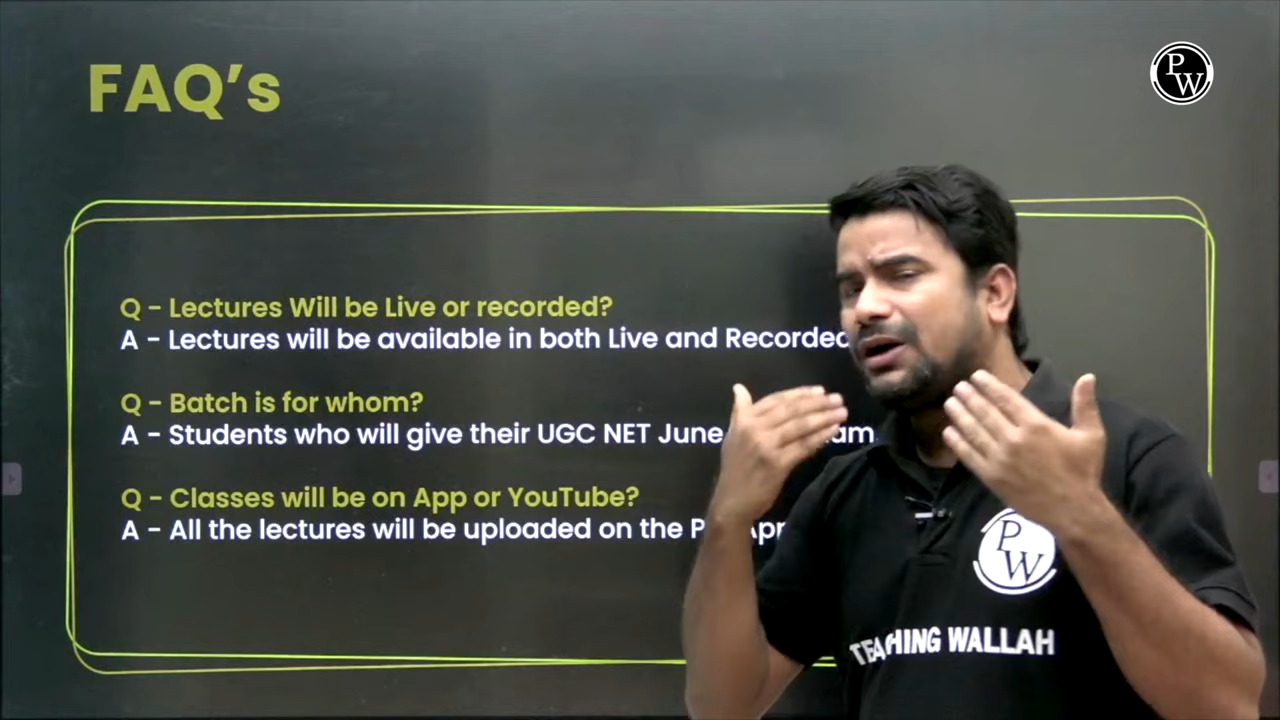 FAQ’s
PW
Q - Lectures Will be Live or recorded?
A - Lectures will be available in both Live and Recorded
Q - Batch is for whom?
A - Students who will give their UGC NET June
Q - Classes will be on App or YouTube?
A - All the lectures will be uploaded on the
PW
TEACHING WALLAH